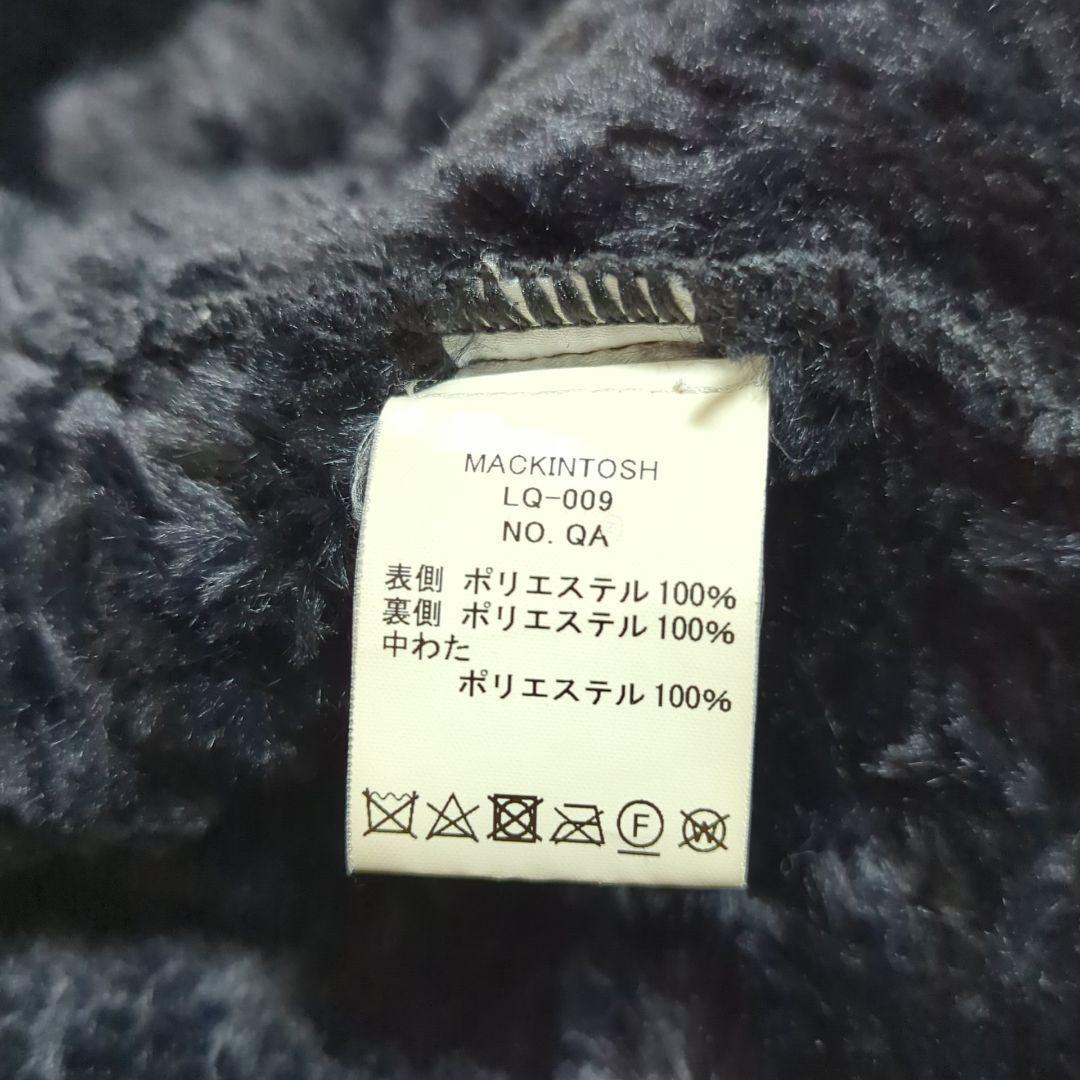 MACKINTOSH
LQ-009
NO. QA
表側 ポリエステル 100%
裏側 ポリエステル 100%
中わた
ポリエステル 100%
F
W